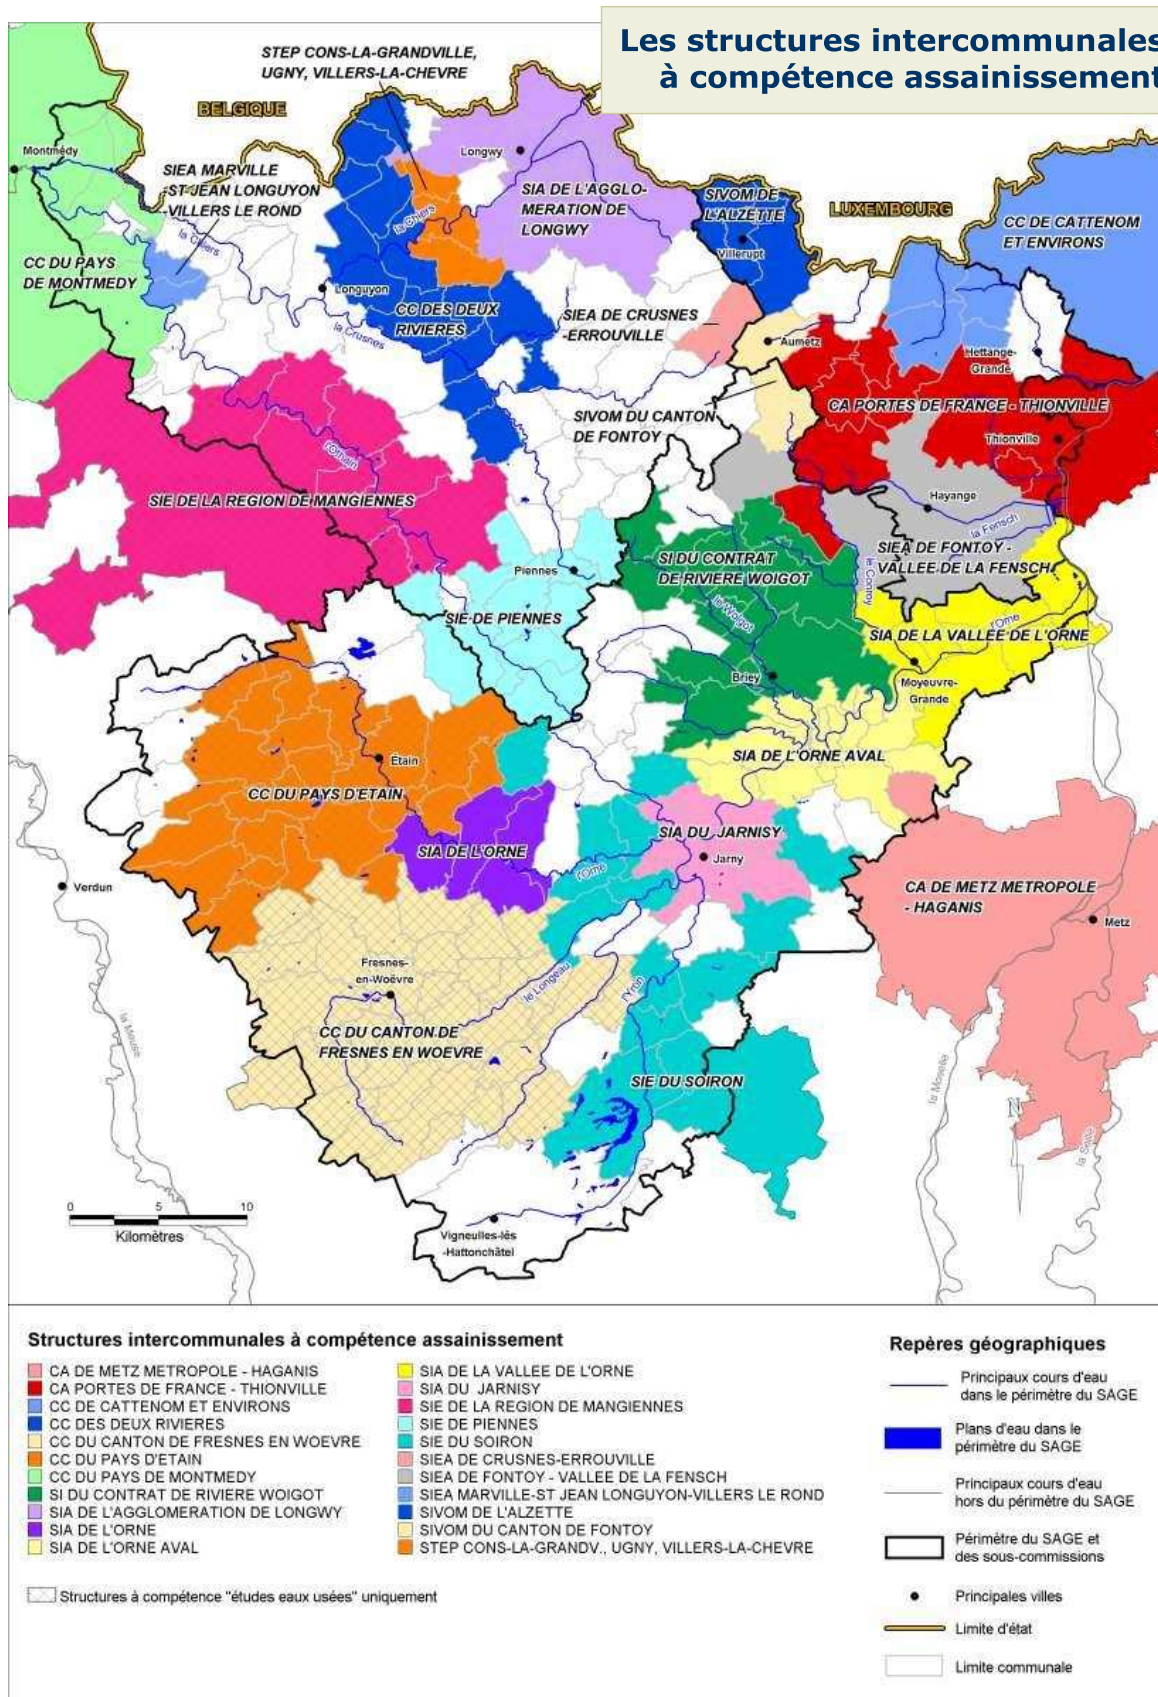 Les structures intercommunales
à compétence assainissement
STEP CONS-LA-GRANDVILLE,
UGNY, VILLERS-LA-CHEVRE
BELGIQUE
Montmédy
SIEA MARVILLE
-ST JEAN LONGUYON
-VILLERS LE ROND
Longwy
SIA DE L'AGGLO-
MERATION DE
LONGWY
SIVOM DE
L'ALZETTE
LUXEMBOURG
CC DE CATTENOM
ET ENVIRONS
la Chiers
la Chiers
Villerupt
CC DU PAYS
DE MONTMEDY
Longuyon
CC DES DEUX
RIVIERES
SIEA DE CRUSNES
-ERROUVILLE
la Crusnes
Aumetz
Hettange-
Grande
SIVOM DU CANTON
DE FONTOY
CA PORTES DE FRANCE - THIONVILLE
Thionville
l'Othain
SIE DE LA REGION DE MANGIENNES
Hayange
la Fensch
SIEA DE FONTOY -
VALLEE DE LA FENSCH
Piennes
SI DU CONTRAT
DE RIVIERE WOIGOT
le Conroy
le Woigot
SIE DE PIENNES
l'Orne
SIA DE LA VALLEE DE L'ORNE
Briey
Moyeuvre-
Grande
Étain
SIA DE L'ORNE AVAL
CC DU PAYS D'ETAIN
SIA DU JARNISY
SIA DE L'ORNE
Jarny
l'Orne
Verdun
CA DE METZ METROPOLE
- HAGANIS
Metz
Fresnes-
en-Woëvre
le Longeau
l'Yron
CC DU CANTON DE
FRESNES EN WOEVRE
la Meuse
SIE DU SOIRON
la Moselle
N
la Seille
0 5 10
Kilomètres
Vigneulles-lès
-Hattonchâtel
Structures intercommunales à compétence assainissement
CA DE METZ METROPOLE - HAGANIS
CA PORTES DE FRANCE - THIONVILLE
CC DE CATTENOM ET ENVIRONS
CC DES DEUX RIVIERES
CC DU CANTON DE FRESNES EN WOEVRE
CC DU PAYS D'ETAIN
CC DU PAYS DE MONTMEDY
SI DU CONTRAT DE RIVIERE WOIGOT
SIA DE L'AGGLOMERATION DE LONGWY
SIA DE L'ORNE
SIA DE L'ORNE AVAL
SIA DE LA VALLEE DE L'ORNE
SIA DU JARNISY
SIE DE LA REGION DE MANGIENNES
SIE DE PIENNES
SIE DU SOIRON
SIEA DE CRUSNES-ERROUVILLE
SIEA DE FONTOY - VALLEE DE LA FENSCH
SIEA MARVILLE-ST JEAN LONGUYON-VILLERS LE ROND
SIVOM DE L'ALZETTE
SIVOM DU CANTON DE FONTOY
STEP CONS-LA-GRANDV., UGNY, VILLERS-LA-CHEVRE
Structures à compétence "études eaux usées" uniquement
Repères géographiques
Principaux cours d'eau
dans le périmètre du SAGE
Plans d'eau dans le
périmètre du SAGE
Principaux cours d'eau
hors du périmètre du SAGE
Périmètre du SAGE et
des sous-commissions
Principales villes
Limite d'état
Limite communale